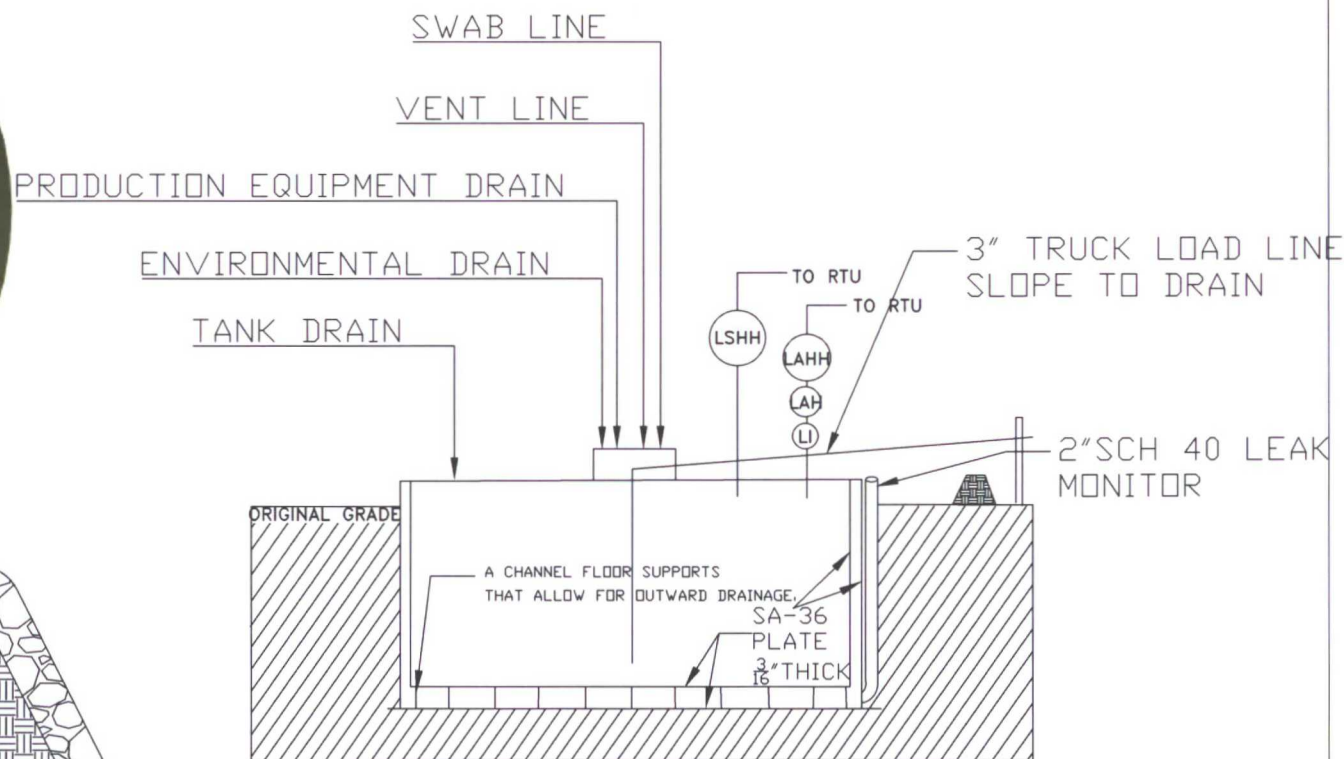 SWAB LINE
VENT LINE
PRODUCTION EQUIPMENT DRAIN
ENVIRONMENTAL DRAIN
TANK DRAIN
TO RTU
TO RTU
3" TRUCK LOAD LINE
SLOPE TO DRAIN
LSHH
LAHH
LAH
LI
2"SCH 40 LEAK
MONITOR
ORIGINAL GRADE
A CHANNEL FLOOR SUPPORTS
THAT ALLOW FOR OUTWARD DRAINAGE.
SA-36
PLATE
3/16"THICK